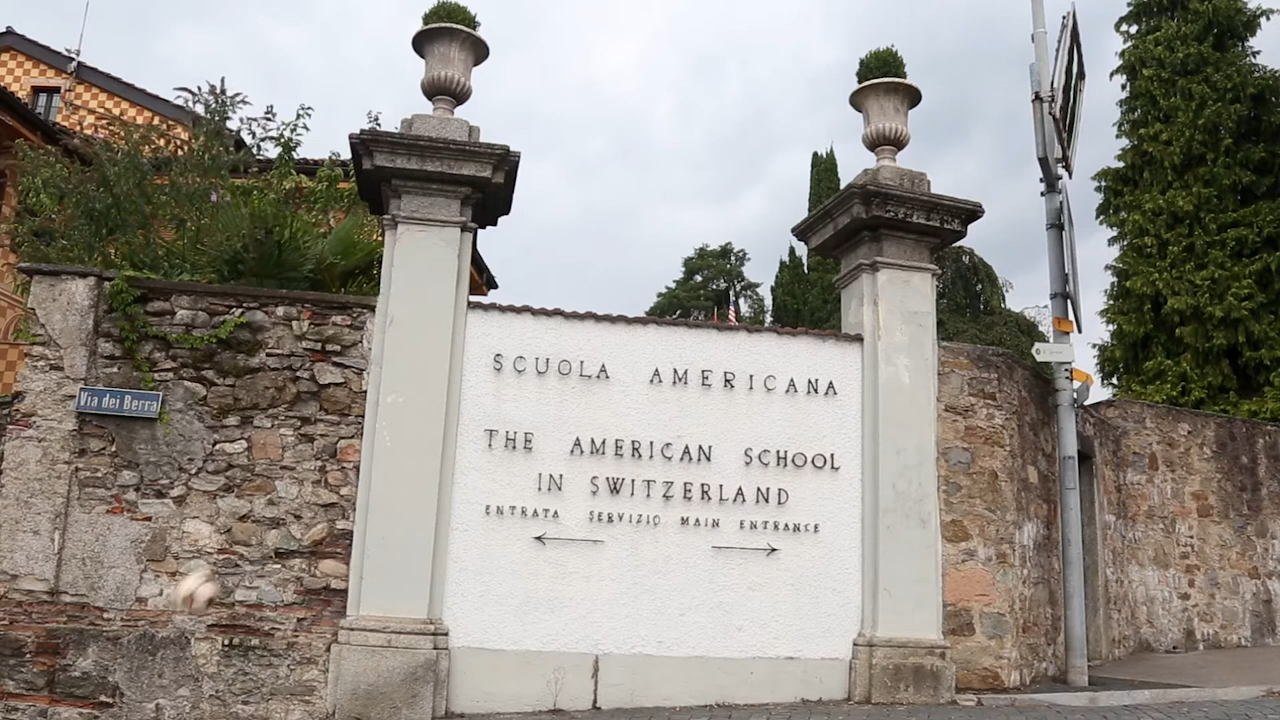 SCUOLA AMERICANA
Via dei Berra
THE AMERICAN SCHOOL
IN SWITZERLAND
ENTRATA SERVIZIO MAIN ENTRANCE